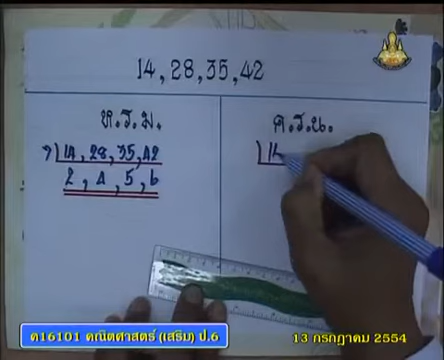 14, 28, 35, 42
ห.ร.ม.
7 14, 28, 35, 42
2, 4, 5, 6
ค.ร.น.
14
ค16101 คณิตศาสตร์ (เสริม) ป.6
13 กรกฎาคม 2554